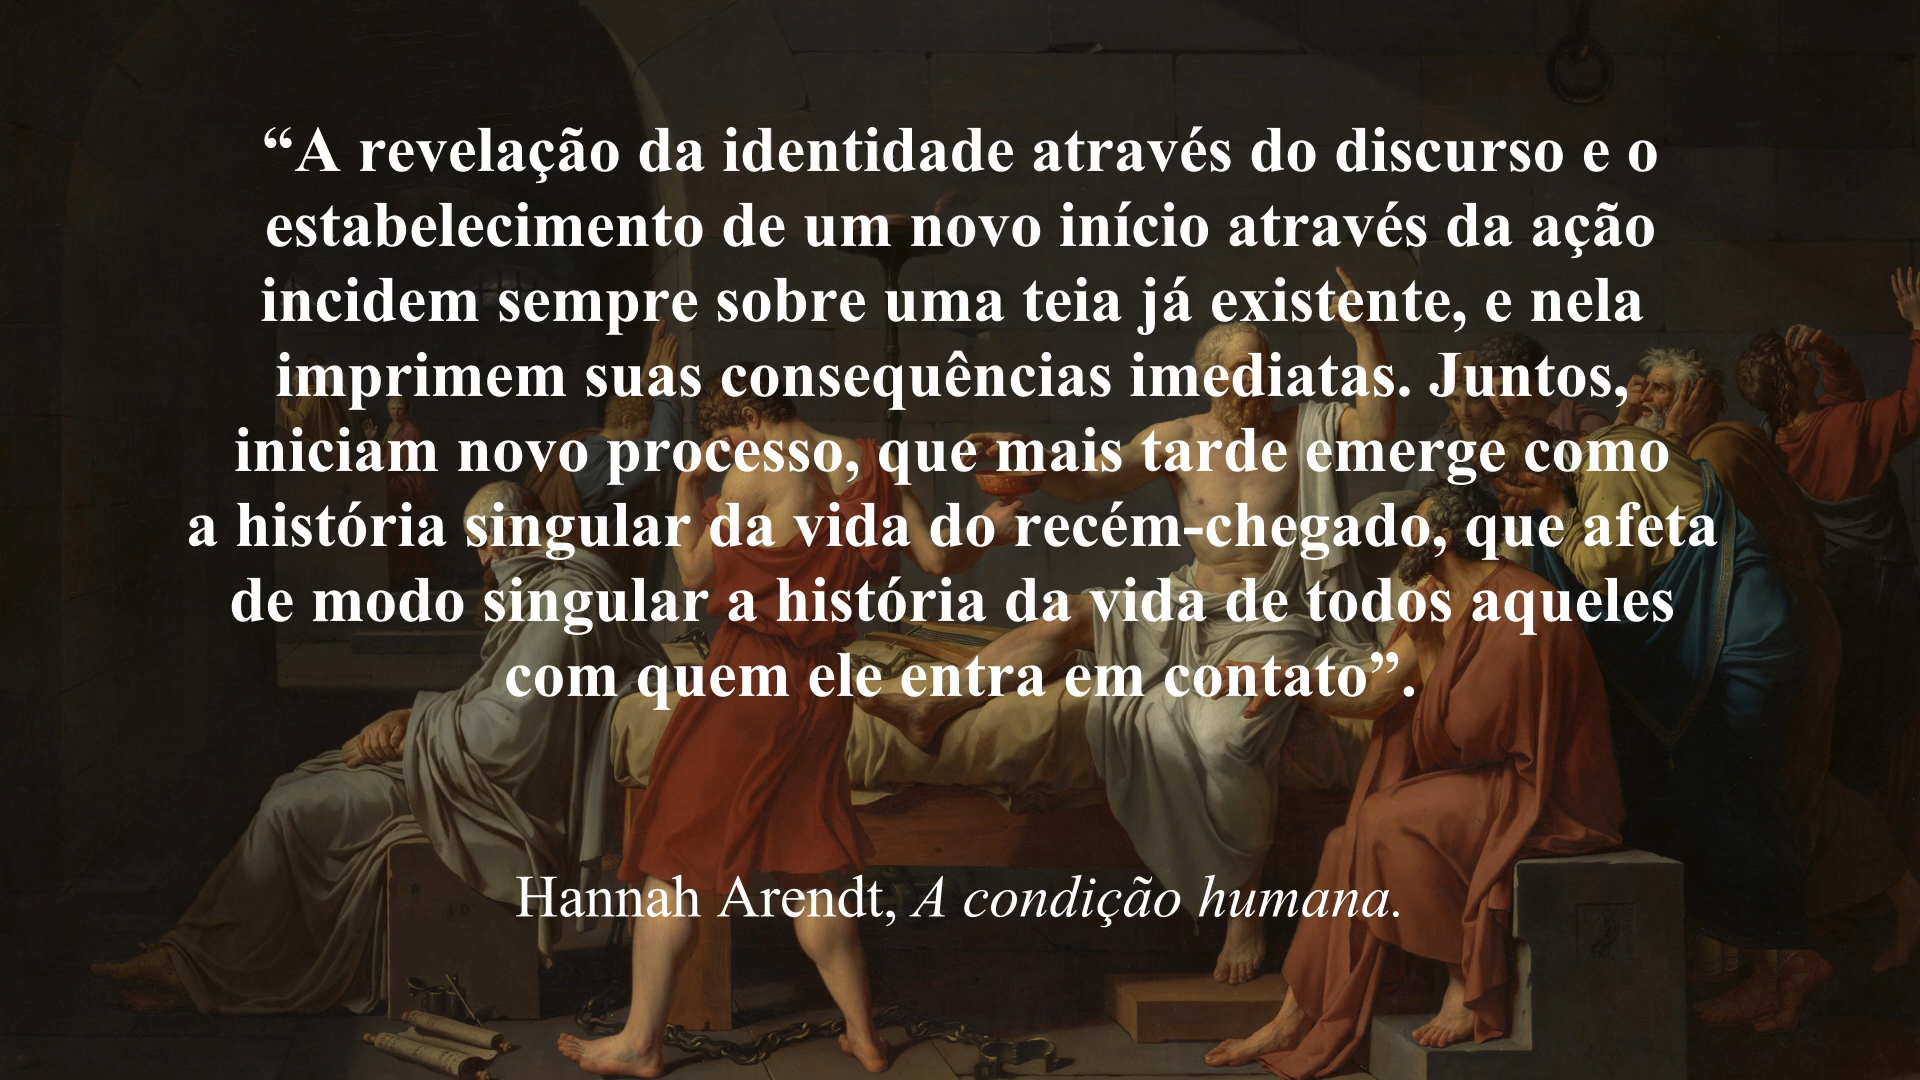 “A revelação da identidade através do discurso e o
estabelecimento de um novo início através da ação
incidem sempre sobre uma teia já existente, e nela
imprimem suas consequências imediatas. Juntos,
iniciam novo processo, que mais tarde emerge como
a história singular da vida do recém-chegado, que afeta
de modo singular a história da vida de todos aqueles
com quem ele entra em contato”.
Hannah Arendt, A condição humana.